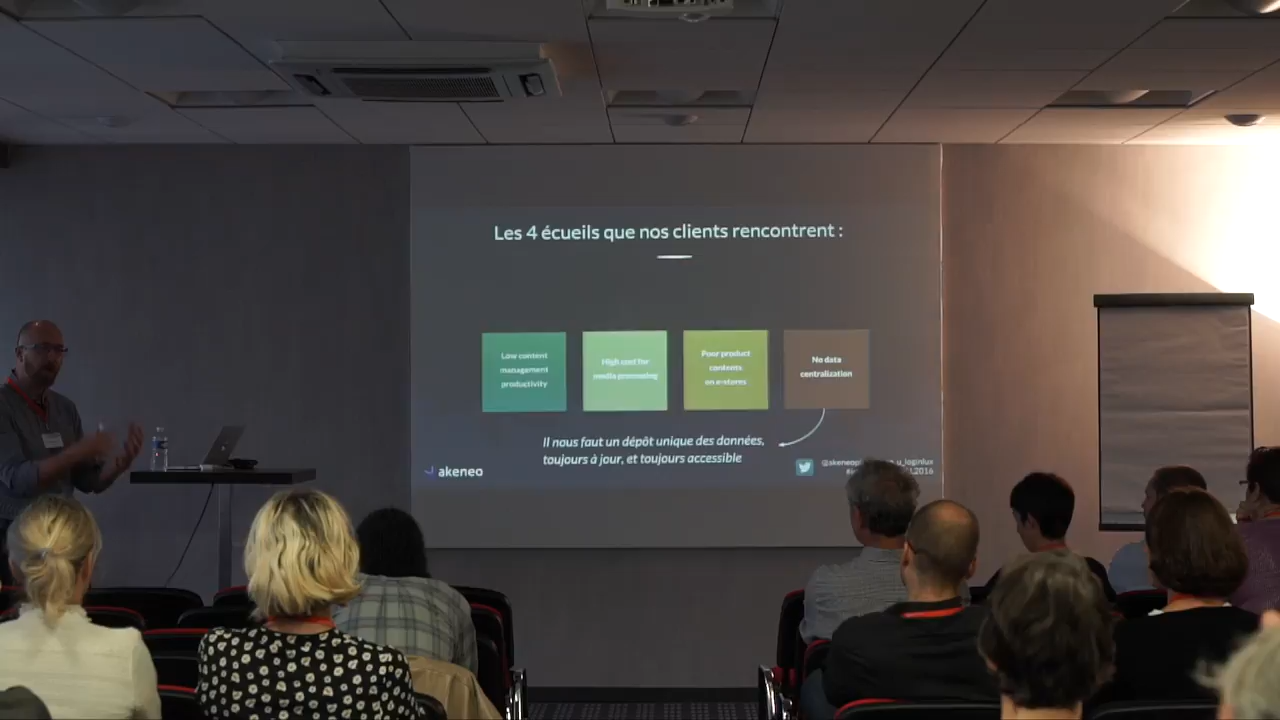 Les 4 écueils que nos clients rencontrent :
Low content
management
productivity
High cost for
media processing
Poor product
contents
on e-stores
No data
centralization
Il nous faut un dépôt unique des données,
toujours à jour, et toujours accessible
akeneo
u_loginlux
2016